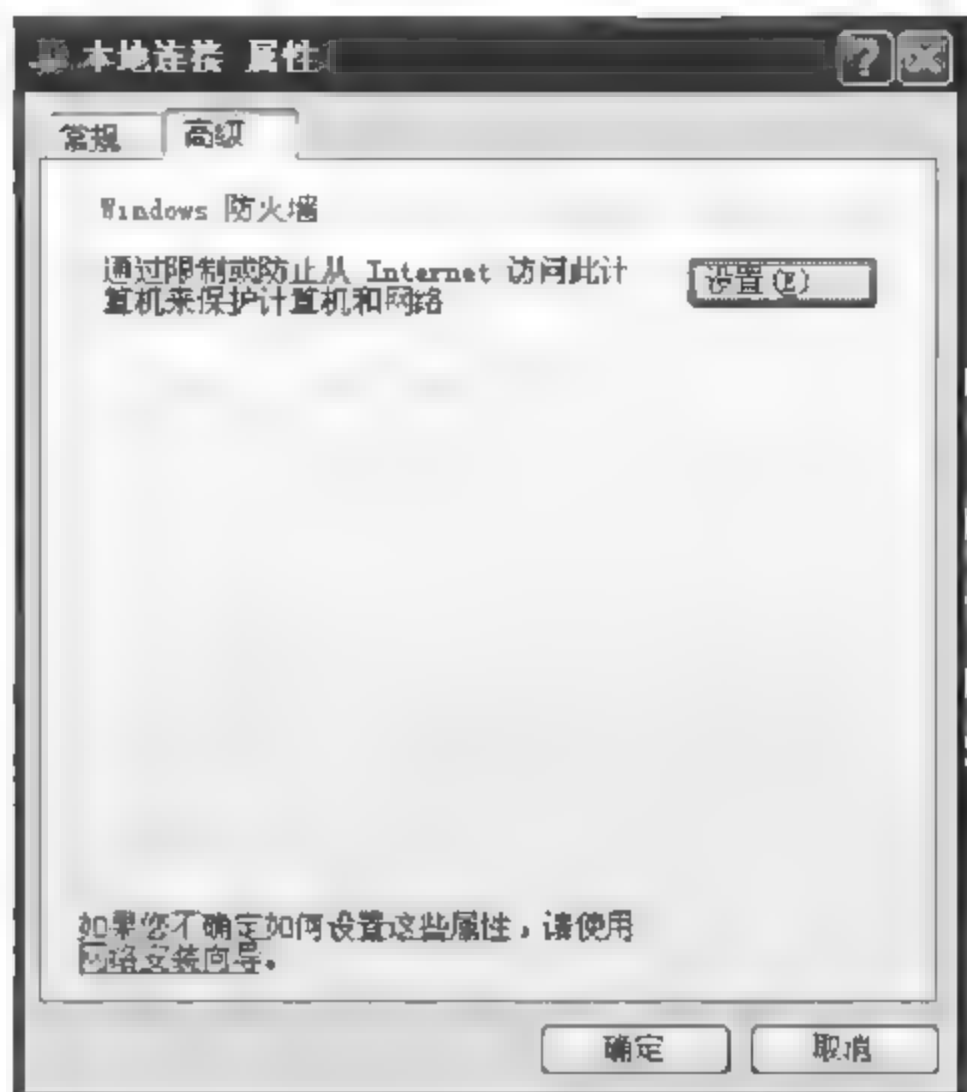 本地连接 属性
常规
高级
Windows 防火墙
通过限制或防止从 Internet 访问此计
算机来保护计算机和网络
设置(E)
如果您不确定如何设置这些属性，请使用
网络安装向导。
确定
取消